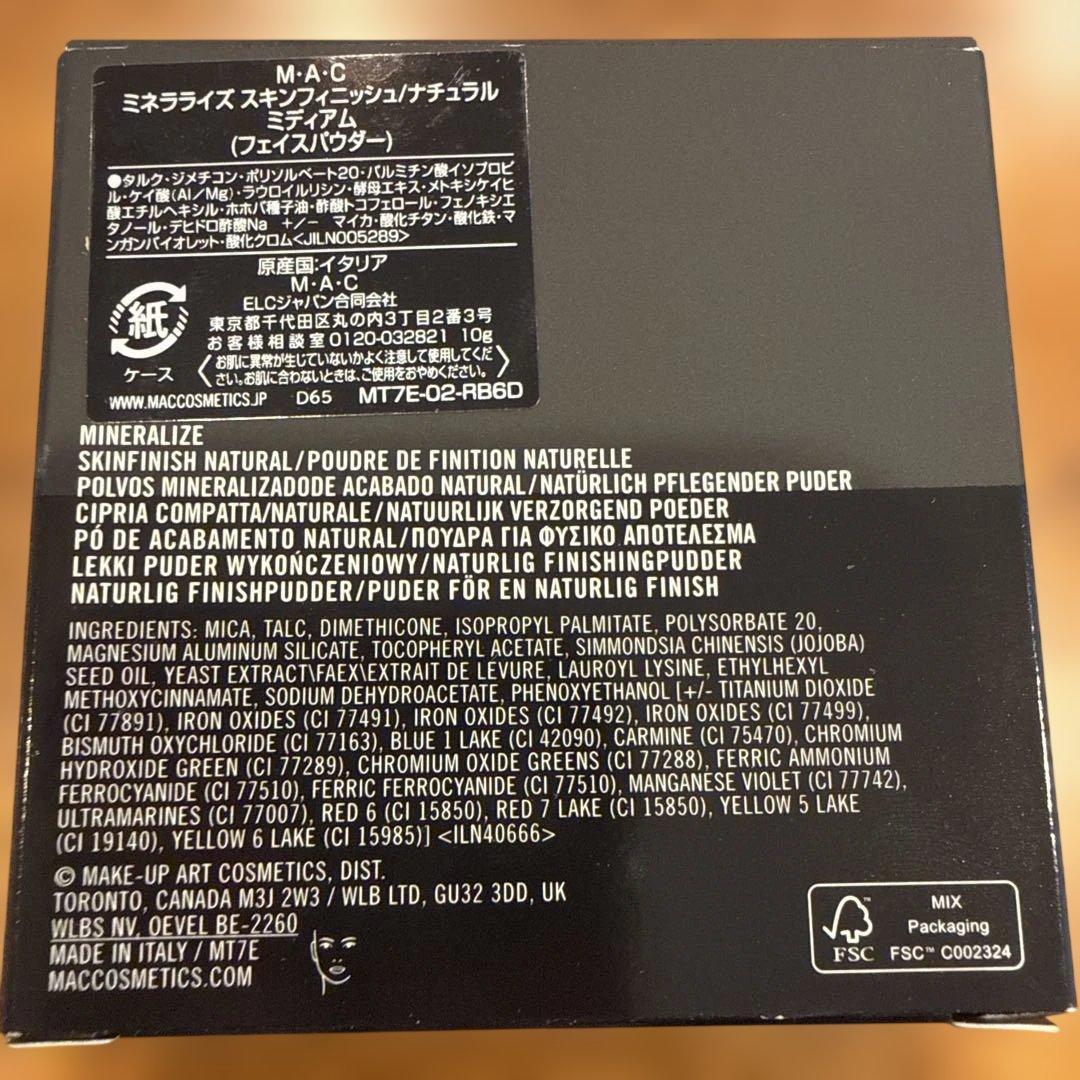 M・A・C
ミネラライズ スキンフィニッシュ/ナチュラル
ミディアム
(フェイスパウダー)
●タルク・ジメチコン・ポリソルベート20・パルミチン酸イソプロピ
ル・ケイ酸(Al/Mg)・ラウロイルリシン・酵母エキス・メトキシケイヒ
酸エチルヘキシル・ホホバ種子油・酢酸トコフェロール・フェノキシエ
タノール・デヒドロ酢酸Na +/− マイカ・酸化チタン・酸化鉄・マ
ンガンバイオレット・酸化クロム<JILN005289>
原産国:イタリア
M・A・C
ELCジャパン合同会社
東京都千代田区丸の内3丁目2番3号
お客様相談室0120-032821 10g
紙
ケース
お肌に異常が生じていないかよく注意して使用してくだ
さい。お肌に合わないときは、ご使用をおやめください。
WWW.MACCOSMETICS.JP D65 MT7E-02-RB6D
MINERALIZE
SKINFINISH NATURAL/POUDRE DE FINITION NATURELLE
POLVOS MINERALIZADODE ACABADO NATURAL/NATÜRLICH PFLEGENDER PUDER
CIPRIA COMPATTA/NATURALE/NATUURLIJK VERZORGEND POEDER
PÓ DE ACABAMENTO NATURAL/ΠΟΥΔΡΑ ΓΙΑ ΦΥΣΙΚΟ ΑΠΟΤΕΛΕΣΜΑ
LEKKI PUDER WYKOŃCZENIOWY/NATURLIG FINISHINGPUDDER
NATURLIG FINISHPUDDER/PUDER FÖR EN NATURLIG FINISH
INGREDIENTS: MICA, TALC, DIMETHICONE, ISOPROPYL PALMITATE, POLYSORBATE 20,
MAGNESIUM ALUMINUM SILICATE, TOCOPHERYL ACETATE, SIMMONDSIA CHINENSIS (JOJOBA)
SEED OIL, YEAST EXTRACT\FAEX\EXTRAIT DE LEVURE, LAUROYL LYSINE, ETHYLHEXYL
METHOXYCINNAMATE, SODIUM DEHYDROACETATE, PHENOXYETHANOL [+/- TITANIUM DIOXIDE
(CI 77891), IRON OXIDES (CI 77491), IRON OXIDES (CI 77492), IRON OXIDES (CI 77499),
BISMUTH OXYCHLORIDE (CI 77163), BLUE 1 LAKE (CI 42090), CARMINE (CI 75470), CHROMIUM
HYDROXIDE GREEN (CI 77289), CHROMIUM OXIDE GREENS (CI 77288), FERRIC AMMONIUM
FERROCYANIDE (CI 77510), FERRIC FERROCYANIDE (CI 77510), MANGANESE VIOLET (CI 77742),
ULTRAMARINES (CI 77007), RED 6 (CI 15850), RED 7 LAKE (CI 15850), YELLOW 5 LAKE
(CI 19140), YELLOW 6 LAKE (CI 15985)] <ILN40666>
© MAKE-UP ART COSMETICS, DIST.
TORONTO, CANADA M3J 2W3 / WLB LTD, GU32 3DD, UK
WLBS NV, OEVEL BE-2260
MADE IN ITALY / MT7E
MACCOSMETICS.COM
FSC
MIX
Packaging
FSC™ C002324